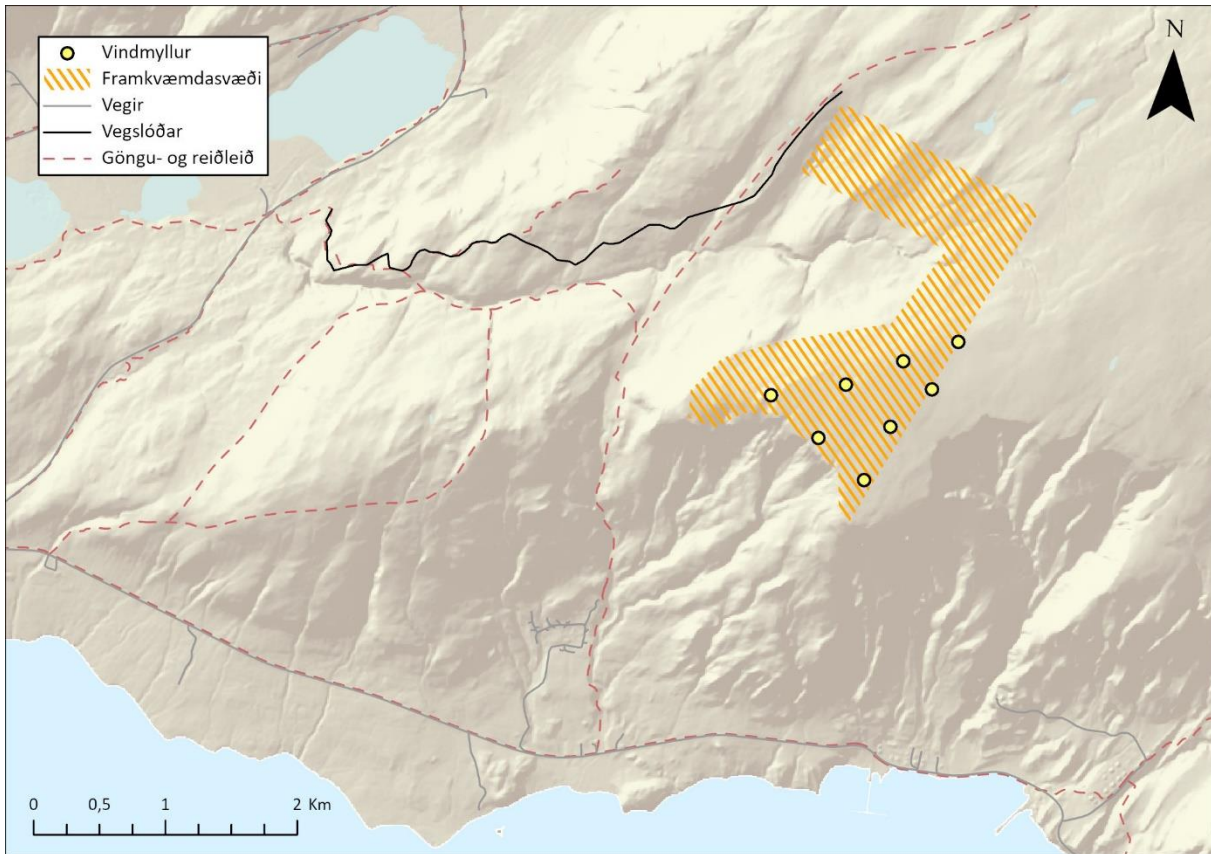 Vindmyllur
Framkvæmdasvæði
Vegir
Vegslóðar
Göngu- og reiðleið
N
0 0,5 1 2 Km